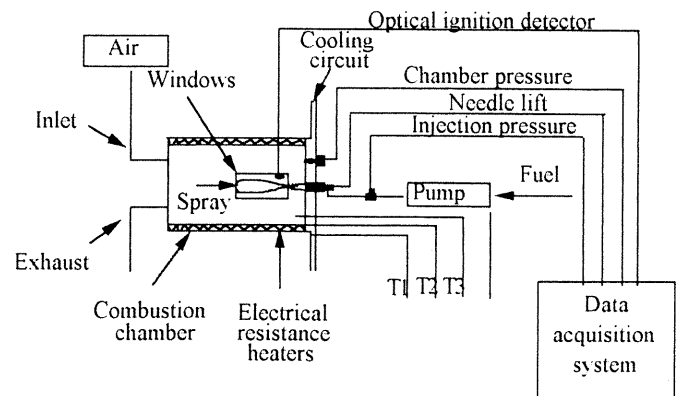 Optical ignition detector
Air
Cooling
circuit
Windows
Chamber pressure
Needle lift
Inlet
Injection pressure
Fuel
Pump
Spray
Exhaust
T1 T2 T3
Combustion
chamber
Electrical
resistance
heaters
Data
acquisition
system